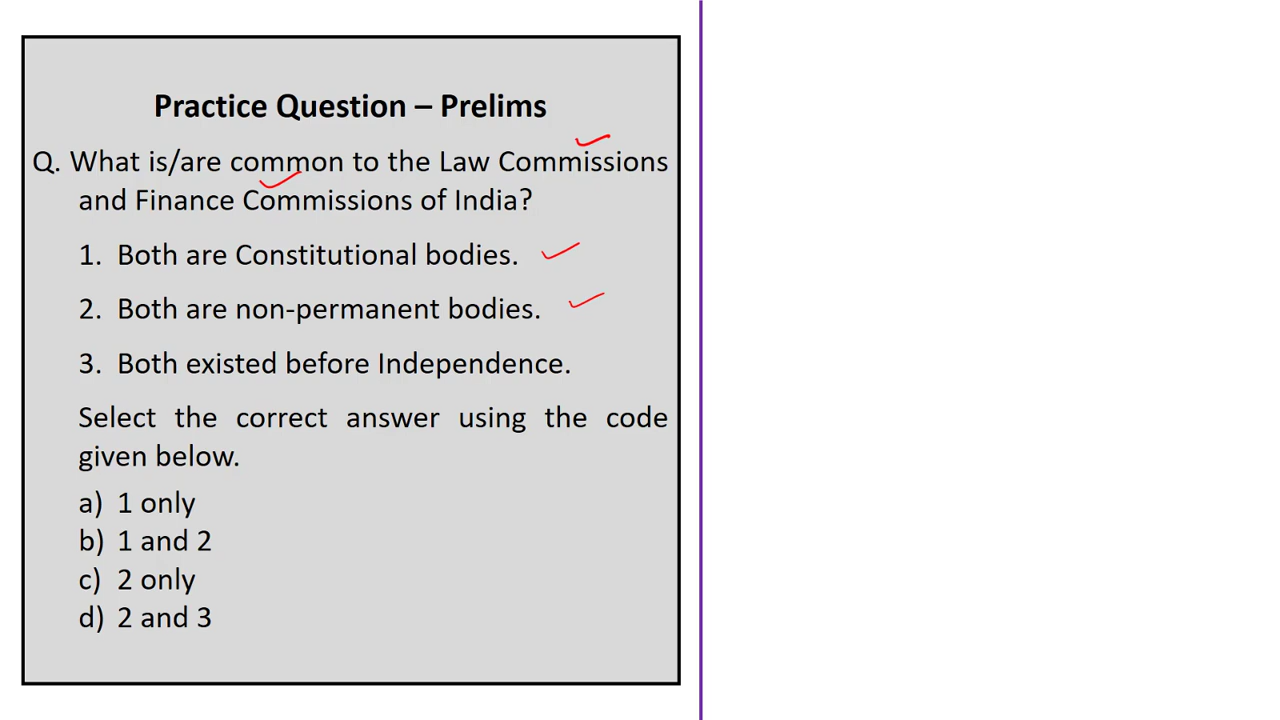 Practice Question – Prelims
Q. What is/are common to the Law Commissions
and Finance Commissions of India?
1. Both are Constitutional bodies.
2. Both are non-permanent bodies.
3. Both existed before Independence.
Select the correct answer using the code
given below.
a) 1 only
b) 1 and 2
c) 2 only
d) 2 and 3